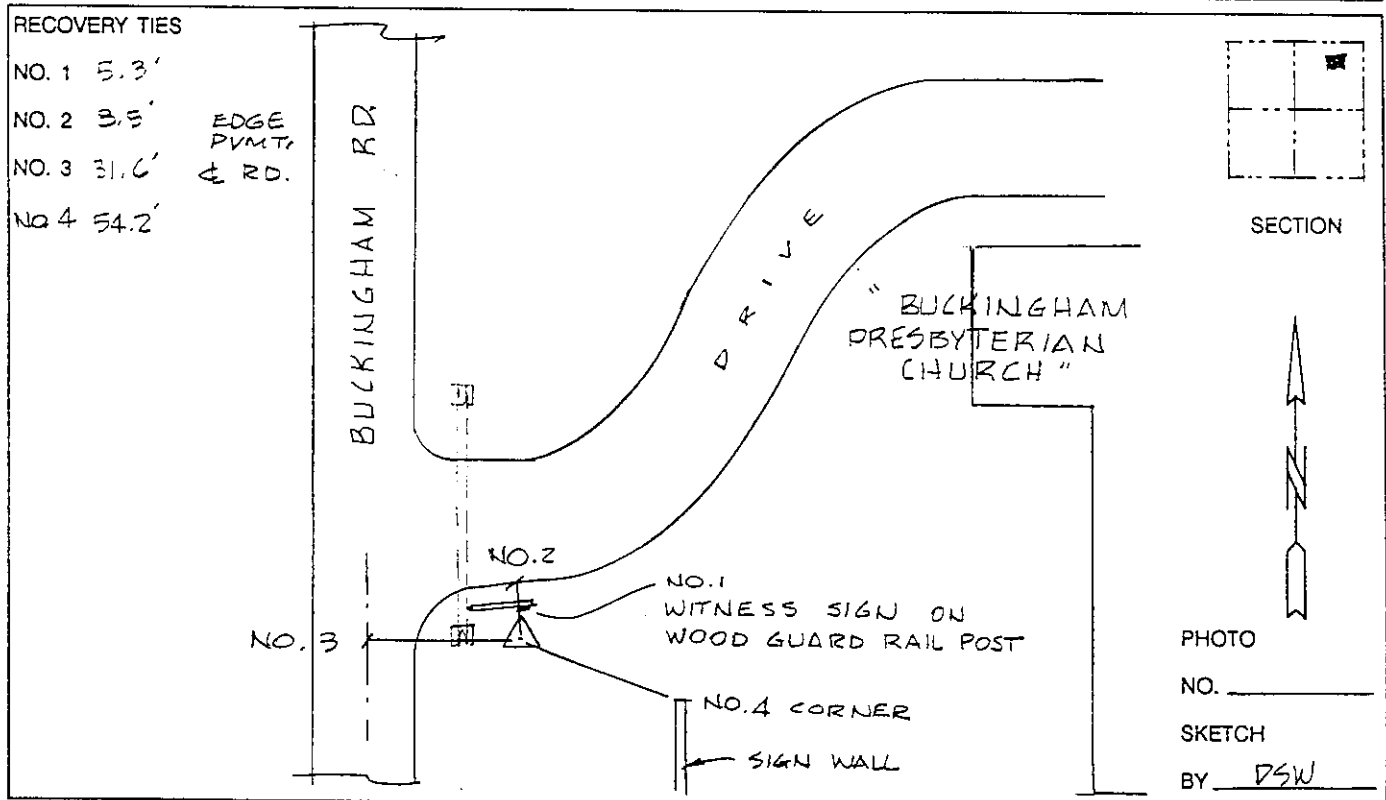 RECOVERY TIES
NO. 1 5.3'
NO. 2 3.5' EDGE PVMT.
NO. 3 31.6' ℄ RD.
NO 4 54.2'
BUCKINGHAM RD.
DRIVE
"BUCKINGHAM
PRESBYTERIAN
CHURCH"
SECTION
N
NO.2
NO.1
WITNESS SIGN ON
WOOD GUARD RAIL POST
NO.3
NO.4 CORNER
SIGN WALL
PHOTO
NO.
SKETCH
BY DSW